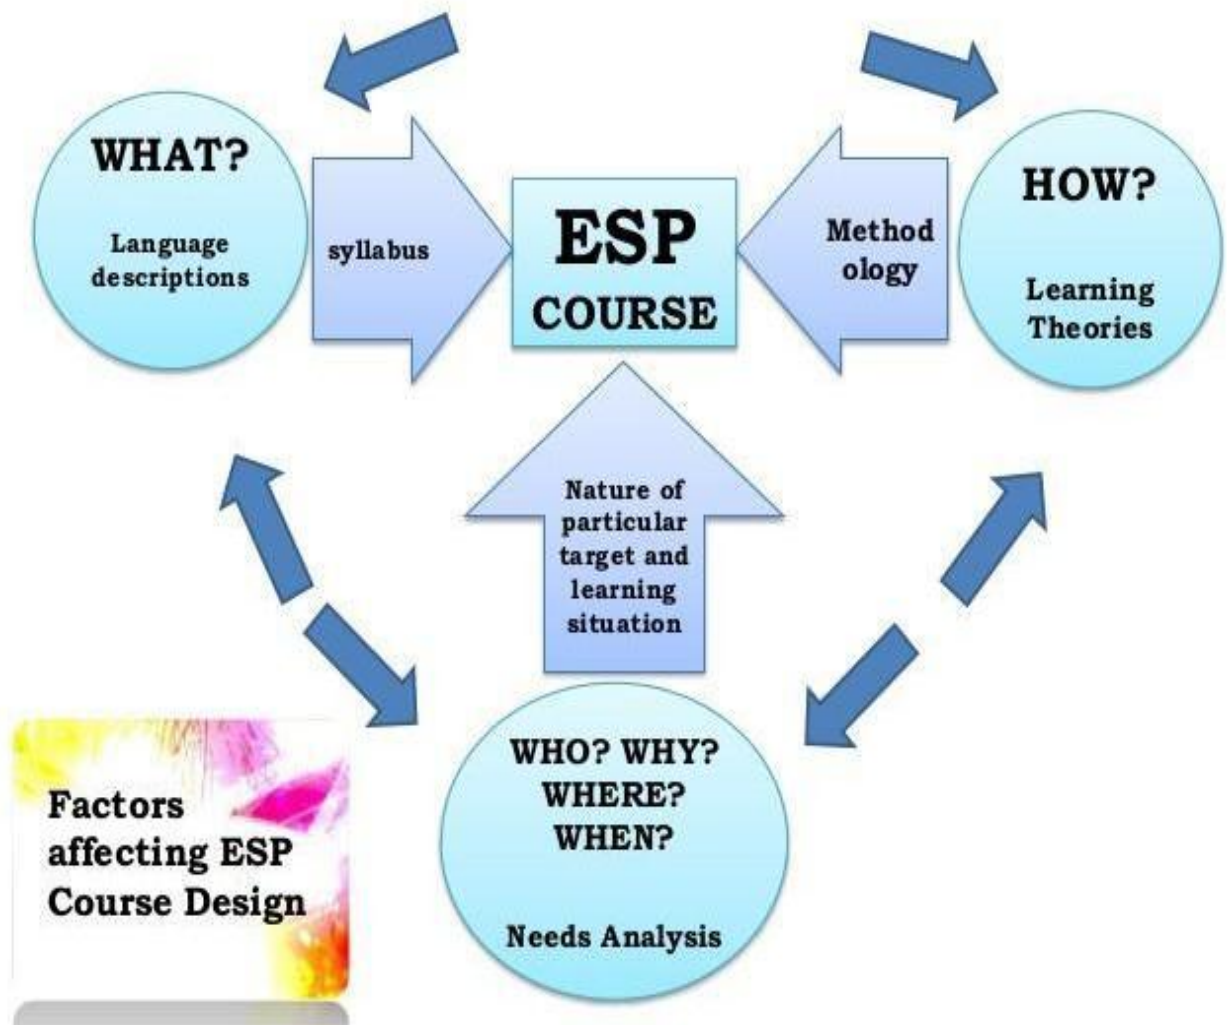 WHAT?
Language
descriptions
syllabus
ESP
COURSE
Method
ology
HOW?
Learning
Theories
Nature of
particular
target and
learning
situation
WHO? WHY?
WHERE?
WHEN?
Needs Analysis
Factors
affecting ESP
Course Design